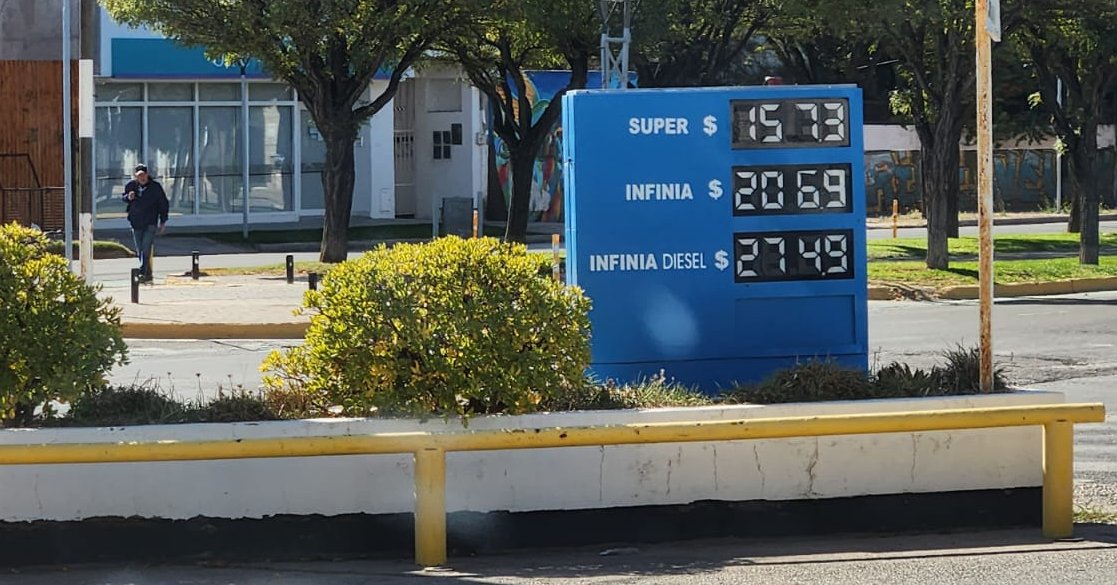 SUPER $ 1573
INFINIA $ 2069
INFINIA DIESEL $ 2749